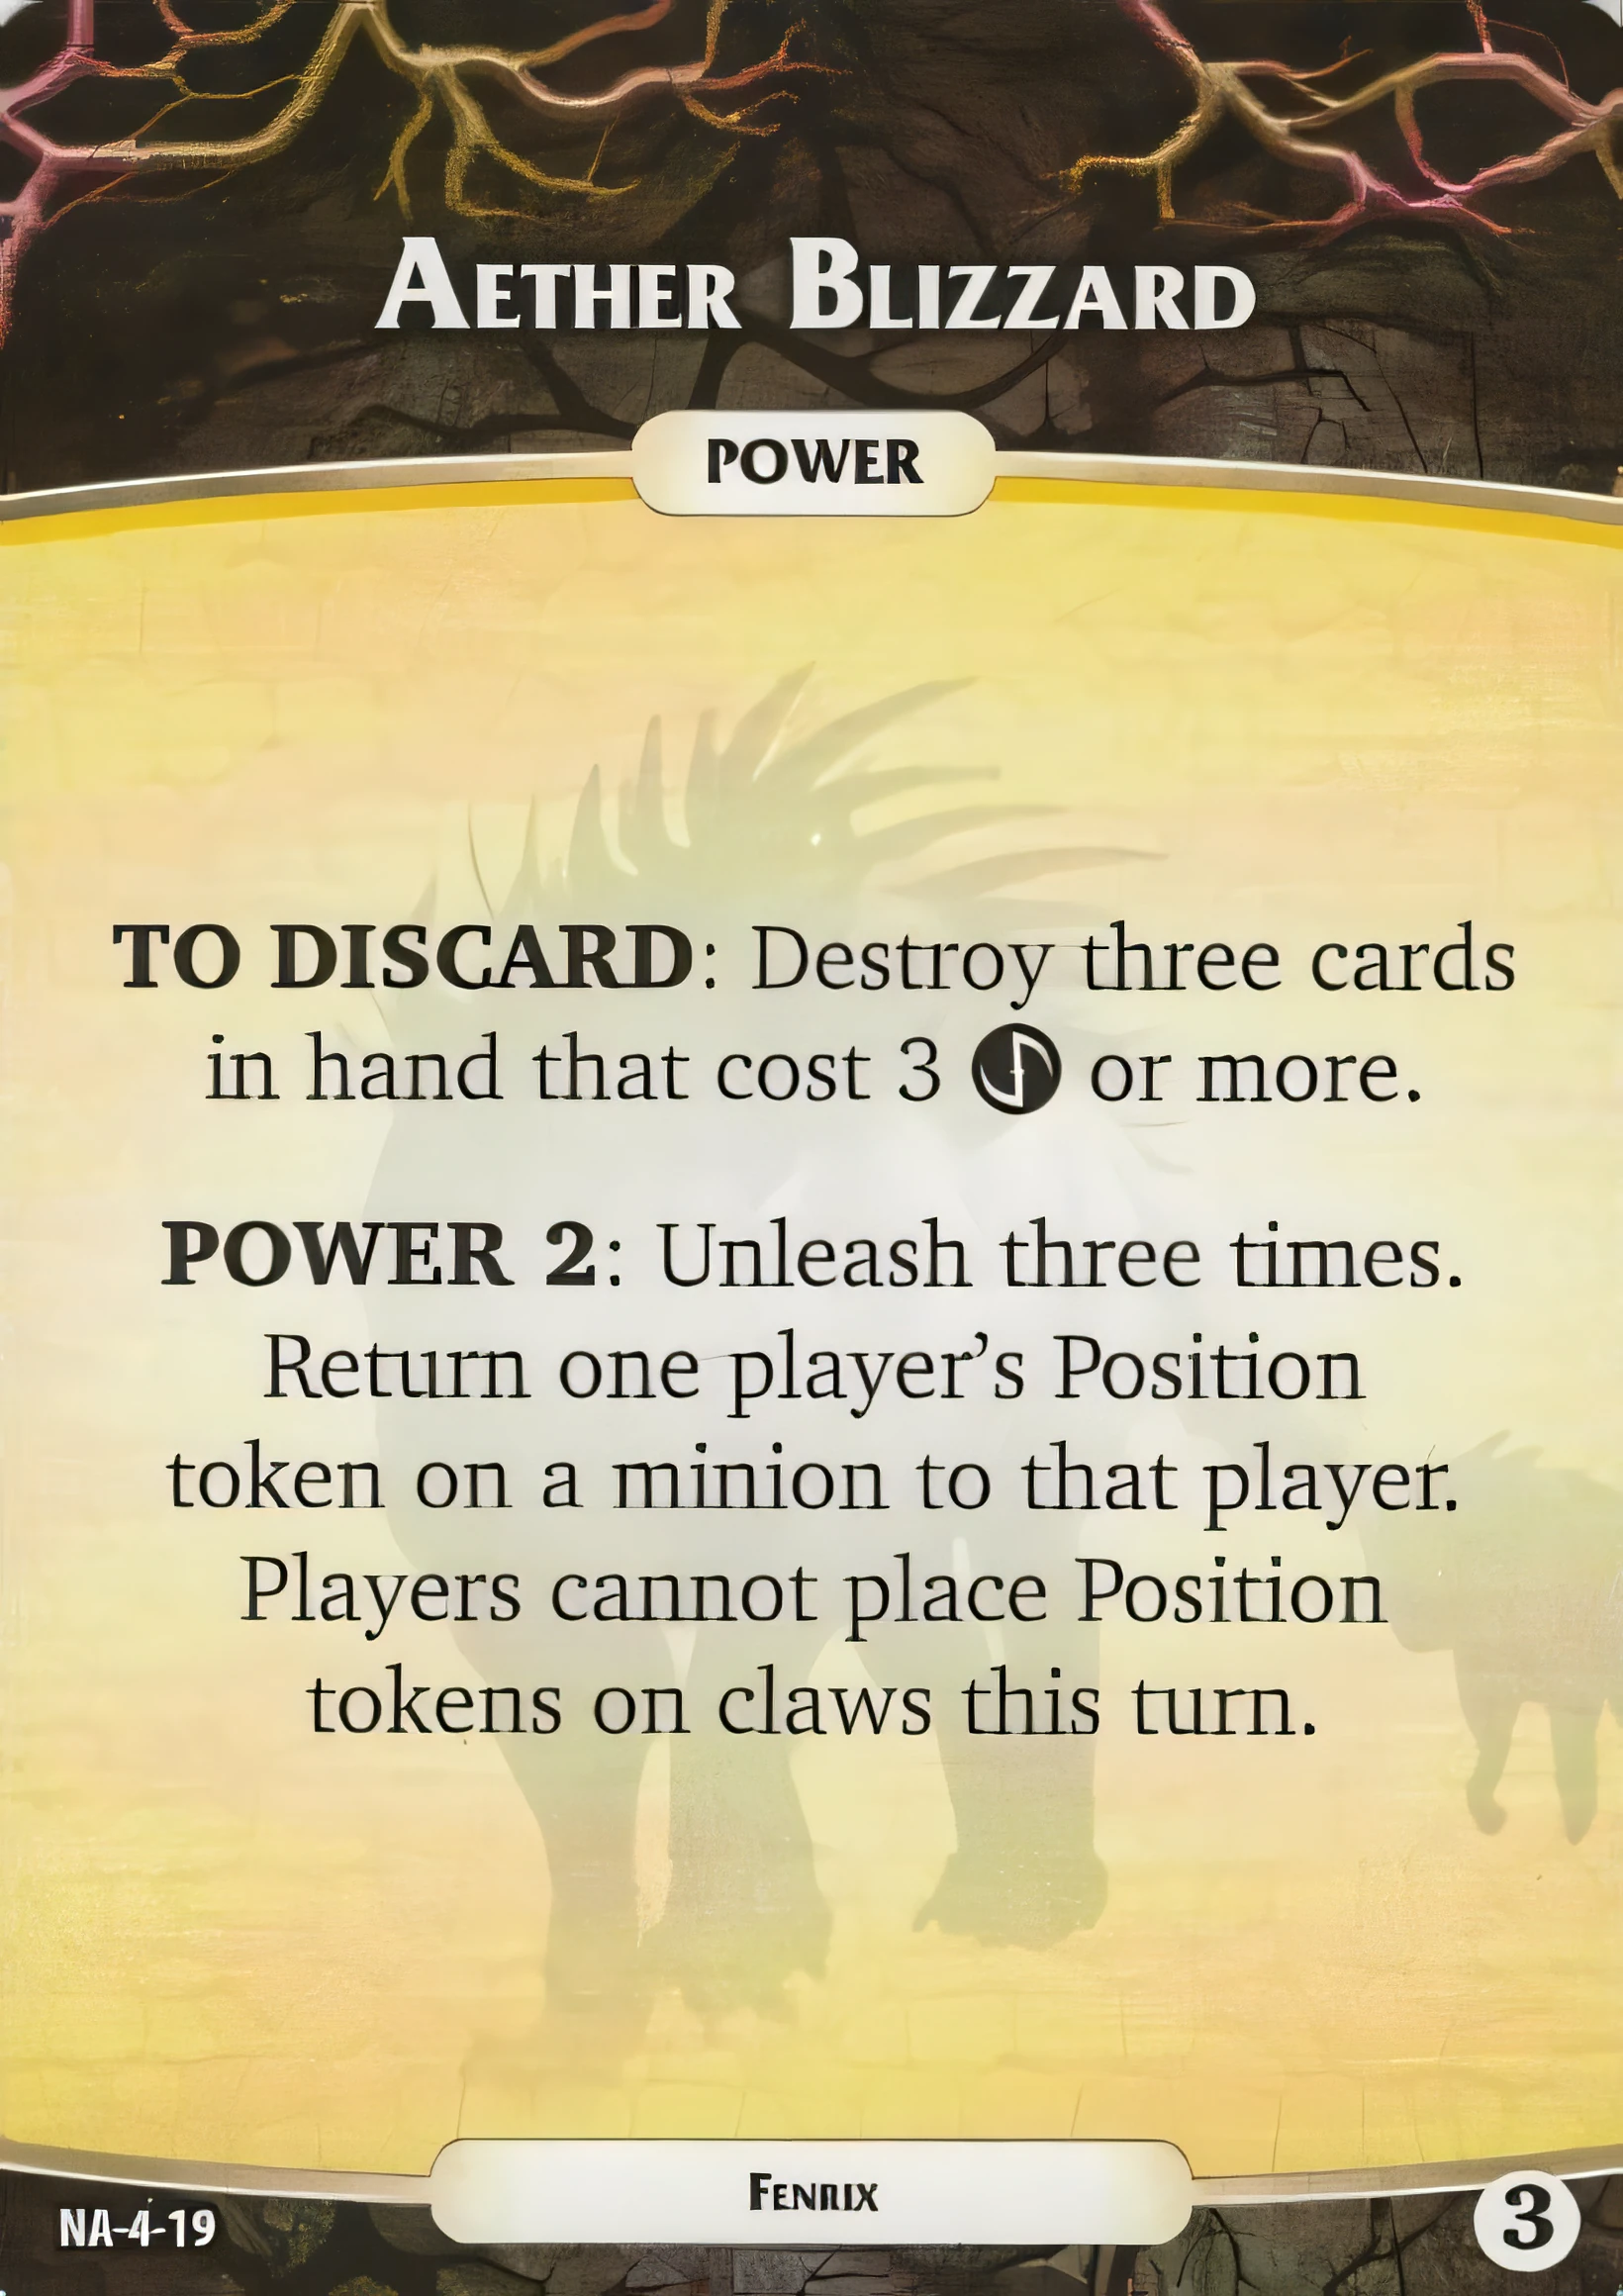 AETHER BLIZZARD
POWER
TO DISCARD: Destroy three cards
in hand that cost 3 or more.
POWER 2: Unleash three times.
Return one player’s Position
token on a minion to that player.
Players cannot place Position
tokens on claws this turn.
FENRIX
NA-4-19
3